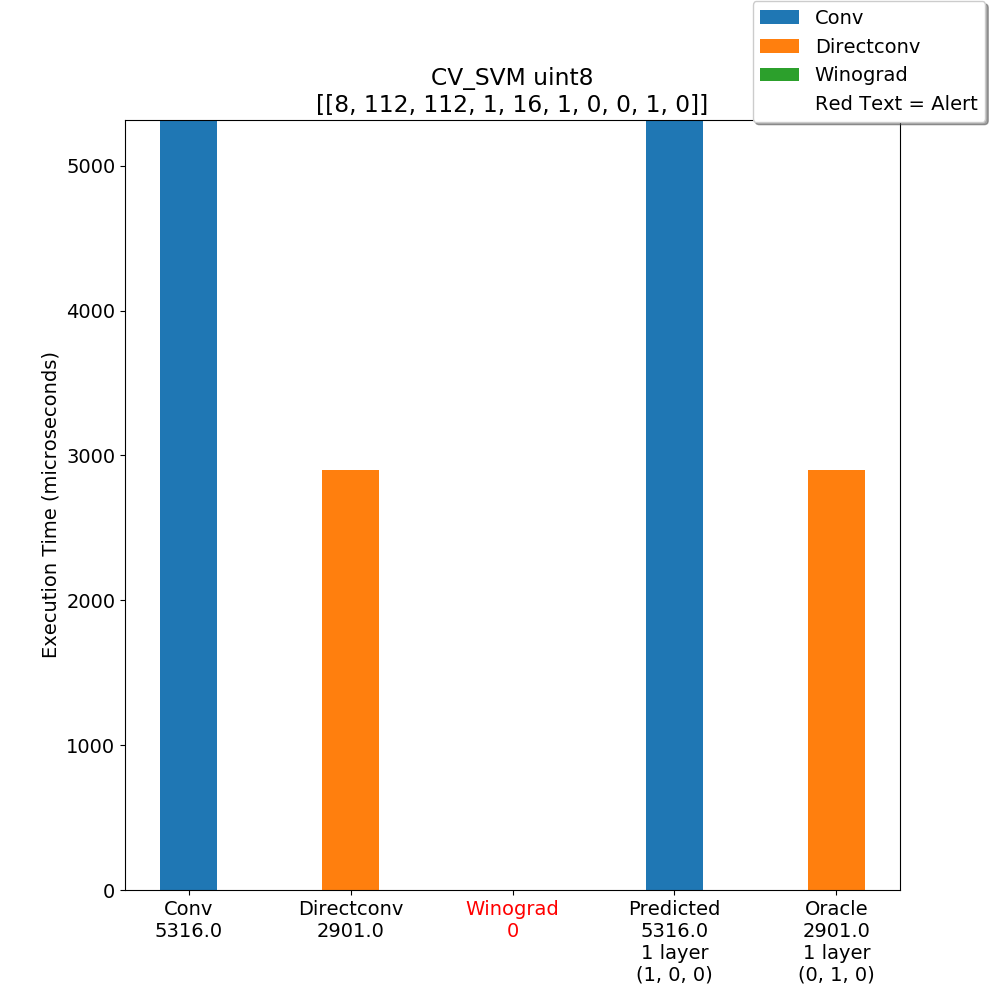 Conv
Directconv
Winograd
Red Text = Alert
CV_SVM uint8
[[8, 112, 112, 1, 16, 1, 0, 0, 1, 0]]
Execution Time (microseconds)
5000
4000
3000
2000
1000
0
Conv
5316.0
Directconv
2901.0
Winograd
0
Predicted
5316.0
1 layer
(1, 0, 0)
Oracle
2901.0
1 layer
(0, 1, 0)